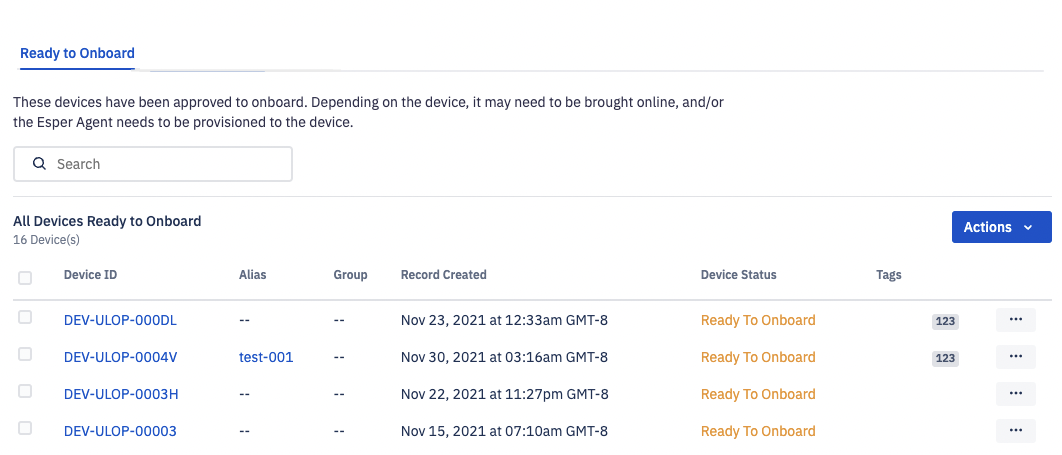 Ready to Onboard
These devices have been approved to onboard. Depending on the device, it may need to be brought online, and/or
the Esper Agent needs to be provisioned to the device.
Search
All Devices Ready to Onboard
16 Device(s)
Actions
Device ID Alias Group Record Created Device Status Tags
DEV-ULOP-000DL -- -- Nov 23, 2021 at 12:33am GMT-8 Ready To Onboard 123 ...
DEV-ULOP-0004V test-001 -- Nov 30, 2021 at 03:16am GMT-8 Ready To Onboard 123 ...
DEV-ULOP-0003H -- -- Nov 22, 2021 at 11:27pm GMT-8 Ready To Onboard ...
DEV-ULOP-00003 -- -- Nov 15, 2021 at 07:10am GMT-8 Ready To Onboard ...